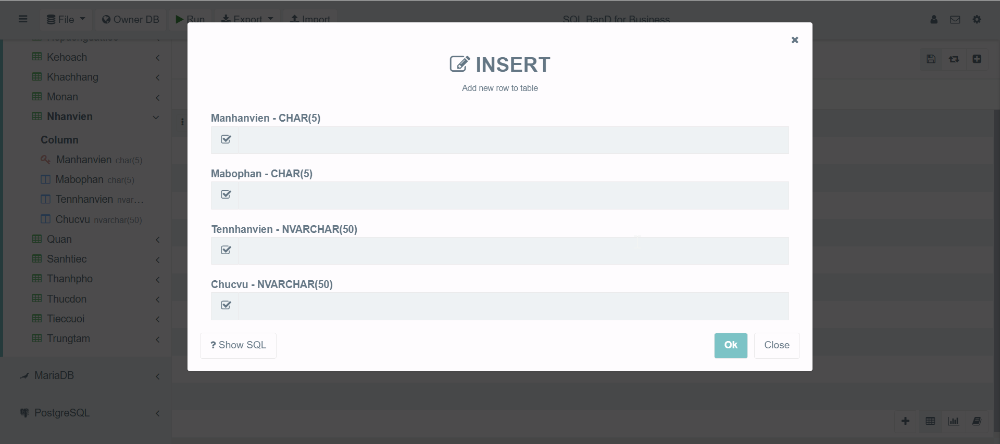 File Owner DB Run Export Import SQL BanD for Business
Kehoach
Khachhang
Monan
Nhanvien
Column
Manhanvien char(5)
Mabophan char(5)
Tennhanvien nvar...
Chucvu nvarchar(50)
Quan
Sanhtiec
Thanhpho
Thucdon
Tieccuoi
Trungtam
MariaDB
PostgreSQL
INSERT
Add new row to table
Manhanvien - CHAR(5)
Mabophan - CHAR(5)
Tennhanvien - NVARCHAR(50)
Chucvu - NVARCHAR(50)
? Show SQL
Ok Close